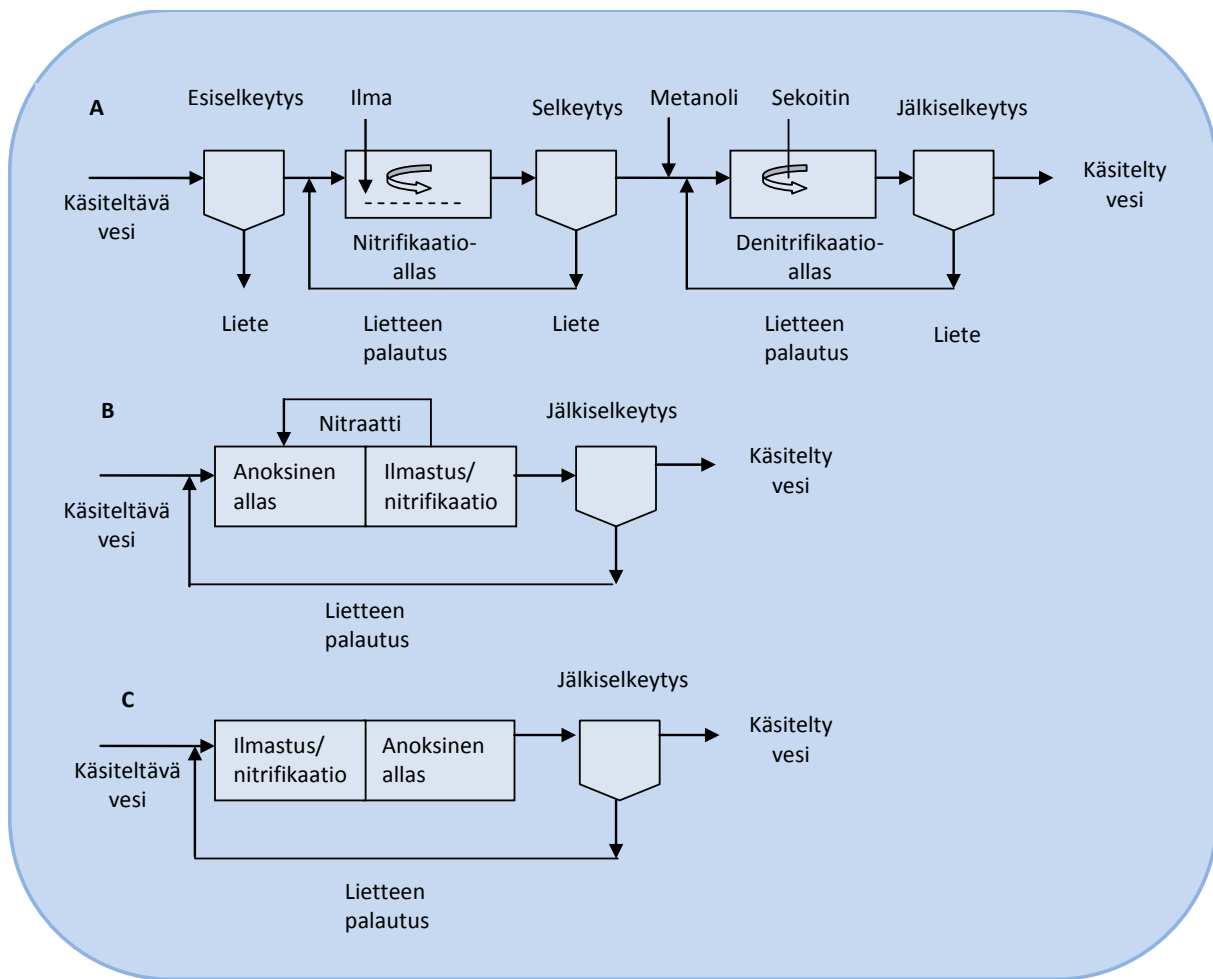 A
Esiselkeytys
Ilma
Selkeytys
Metanoli
Sekoitin
Jälkiselkeytys
Käsiteltävä
vesi
Käsitelty
vesi
Nitrifikaatio-
allas
Denitrifikaatio-
allas
Liete
Lietteen
palautus
Liete
Lietteen
palautus
Liete
B
Nitraatti
Jälkiselkeytys
Anoksinen
allas
Ilmastus/
nitrifikaatio
Käsitelty
vesi
Käsiteltävä
vesi
Lietteen
palautus
C
Jälkiselkeytys
Ilmastus/
nitrifikaatio
Anoksinen
allas
Käsitelty
vesi
Käsiteltävä
vesi
Lietteen
palautus